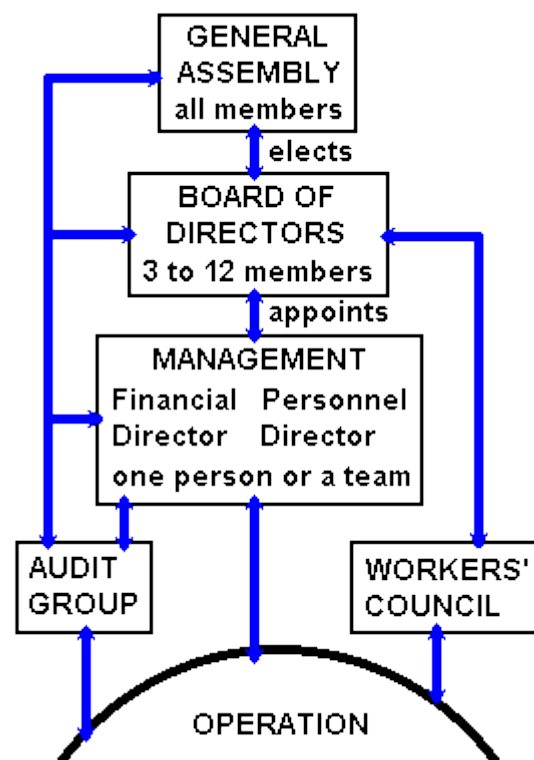 GENERAL
ASSEMBLY
all members
elects
BOARD OF
DIRECTORS
3 to 12 members
appoints
MANAGEMENT
Financial Personnel
Director Director
one person or a team
AUDIT
GROUP
WORKERS'
COUNCIL
OPERATION